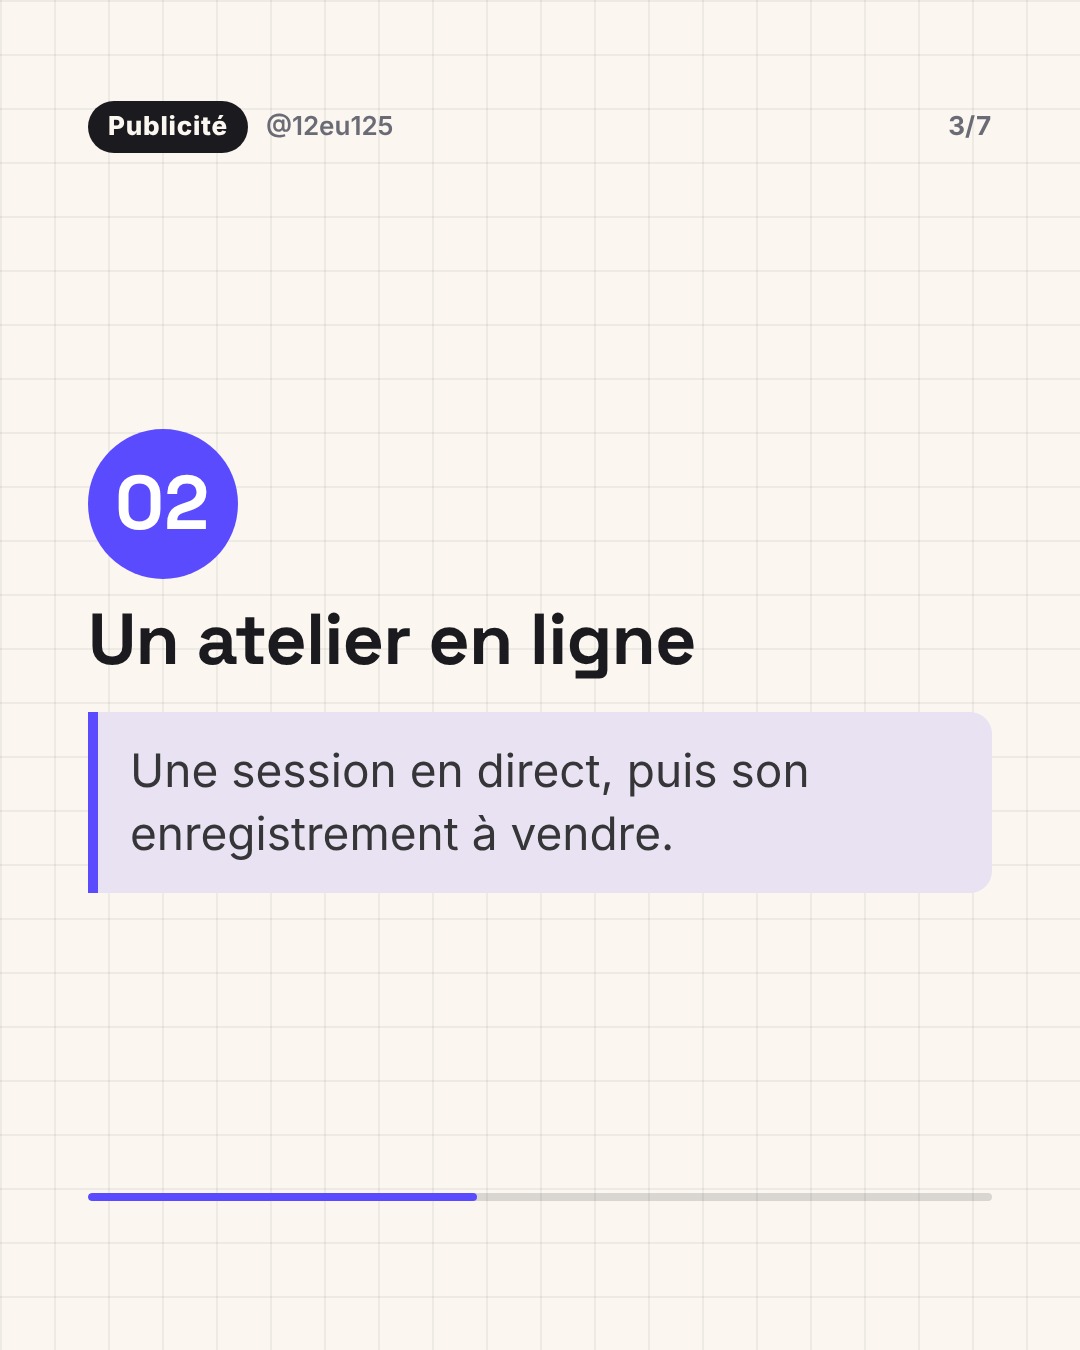 Publicité @12eu125 3/7
02
Un atelier en ligne
Une session en direct, puis son
enregistrement à vendre.